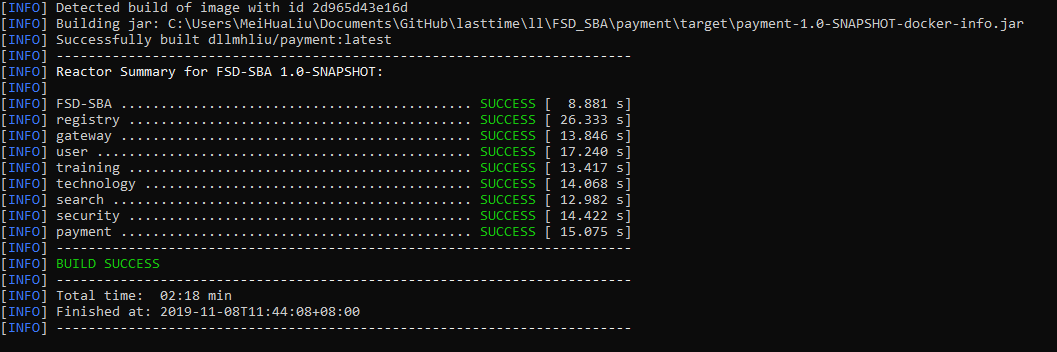 [INFO] Detected build of image with id 2d965d43e16d
[INFO] Building jar: C:\Users\MeiHuaLiu\Documents\GitHub\lasttime\ll\FSD_SBA\payment\target\payment-1.0-SNAPSHOT-docker-info.jar
[INFO] Successfully built dllmhliu/payment:latest
[INFO] ------------------------------------------------------------------------
[INFO] Reactor Summary for FSD-SBA 1.0-SNAPSHOT:
[INFO]
[INFO] FSD-SBA ............................................ SUCCESS [  8.881 s]
[INFO] registry ........................................... SUCCESS [ 26.333 s]
[INFO] gateway ............................................ SUCCESS [ 13.846 s]
[INFO] user ............................................... SUCCESS [ 17.240 s]
[INFO] training ........................................... SUCCESS [ 13.417 s]
[INFO] technology ......................................... SUCCESS [ 14.068 s]
[INFO] search ............................................. SUCCESS [ 12.982 s]
[INFO] security ........................................... SUCCESS [ 14.422 s]
[INFO] payment ............................................ SUCCESS [ 15.075 s]
[INFO] ------------------------------------------------------------------------
[INFO] BUILD SUCCESS
[INFO] ------------------------------------------------------------------------
[INFO] Total time:  02:18 min
[INFO] Finished at: 2019-11-08T11:44:08+08:00
[INFO] ------------------------------------------------------------------------